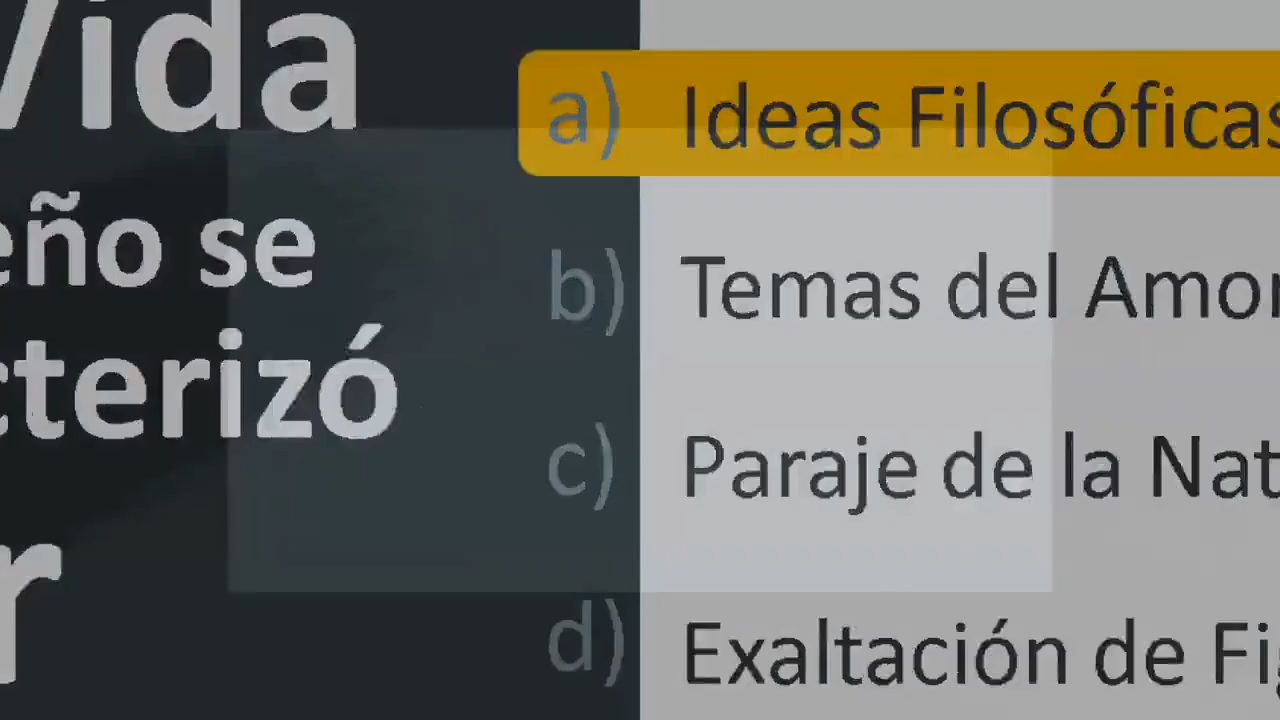 Vida
eño se
cterizó
r
a) Ideas Filosóficas
b) Temas del Amor
c) Paraje de la Nat
d) Exaltación de Fig